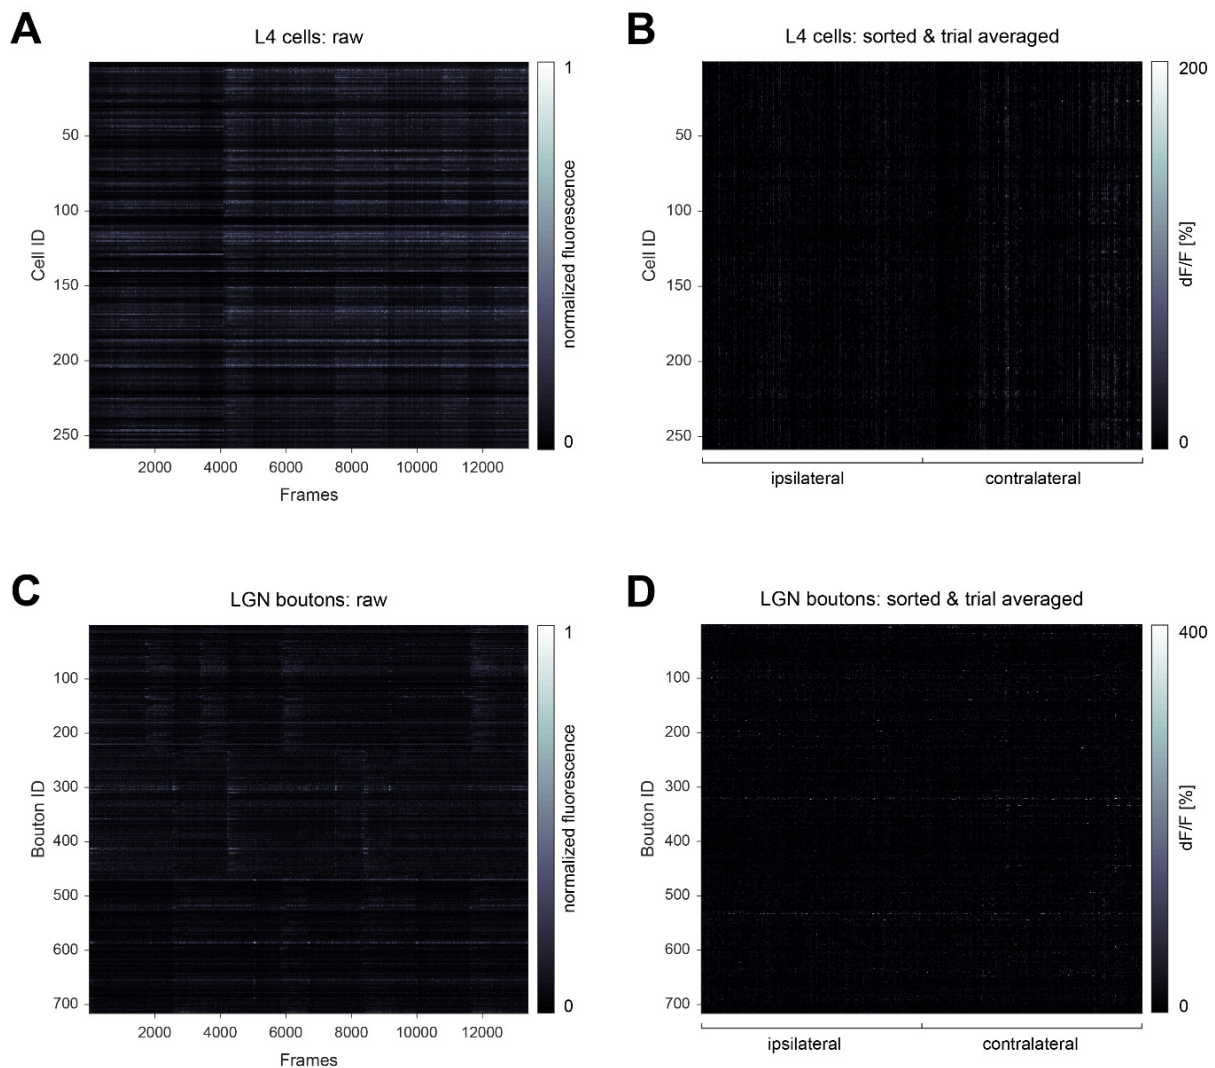 A
L4 cells: raw
50
100
150
200
250
Cell ID
2000 4000 6000 8000 10000 12000
Frames
1
0
normalized fluorescence
B
L4 cells: sorted & trial averaged
50
100
150
200
250
Cell ID
ipsilateral contralateral
200
0
dF/F [%]
C
LGN boutons: raw
100
200
300
400
500
600
700
Bouton ID
2000 4000 6000 8000 10000 12000
Frames
1
0
normalized fluorescence
D
LGN boutons: sorted & trial averaged
100
200
300
400
500
600
700
Bouton ID
ipsilateral contralateral
400
0
dF/F [%]